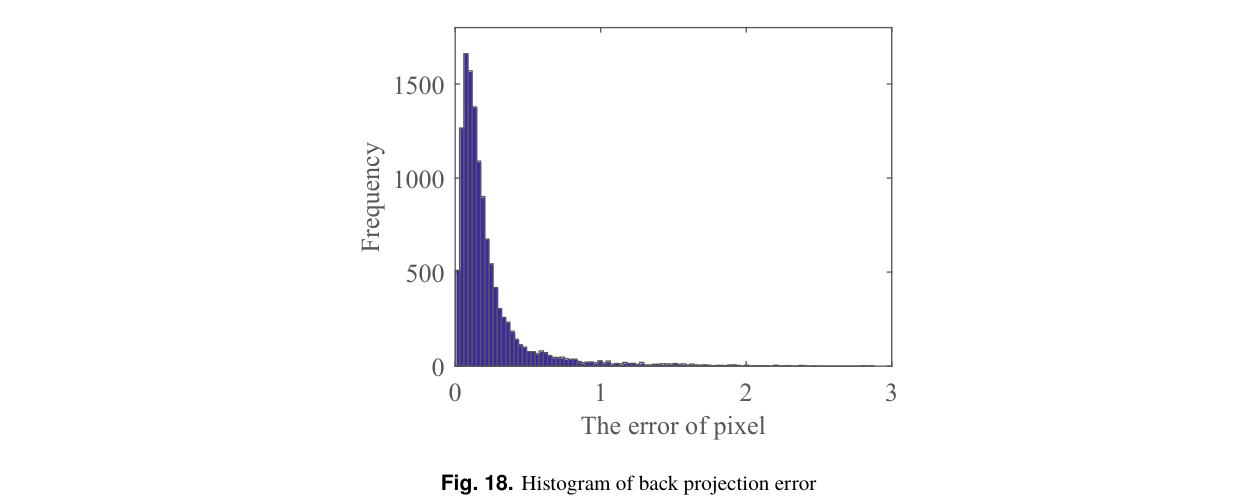 1500
1000
500
0
Frequency
0 1 2 3
The error of pixel
Fig. 18. Histogram of back projection error